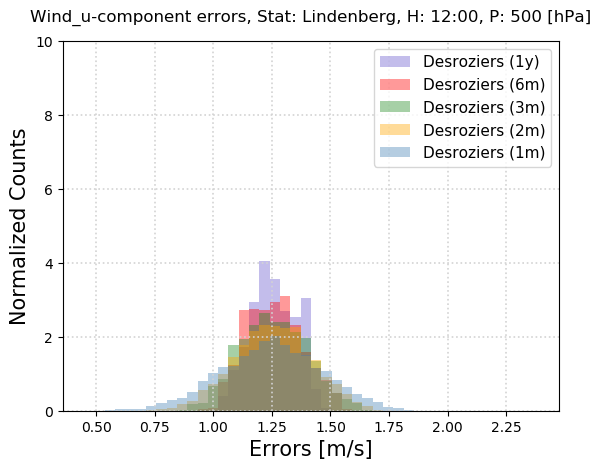 Wind_u-component errors, Stat: Lindenberg, H: 12:00, P: 500 [hPa]
Normalized Counts
10
8
6
4
2
0
Desroziers (1y)
Desroziers (6m)
Desroziers (3m)
Desroziers (2m)
Desroziers (1m)
0.50 0.75 1.00 1.25 1.50 1.75 2.00 2.25
Errors [m/s]